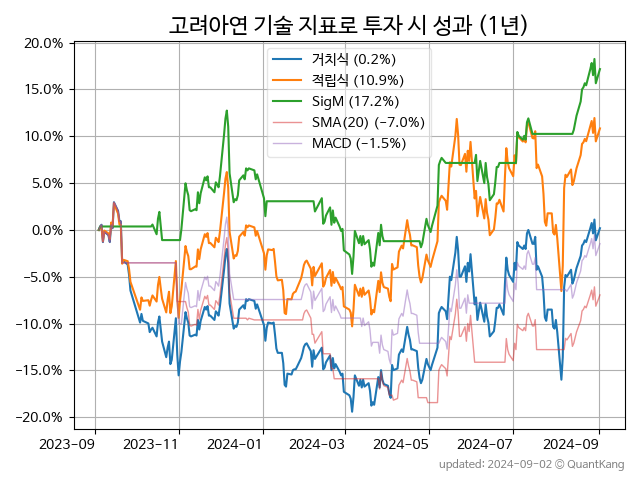 고려아연 기술 지표로 투자 시 성과 (1년)
거치식 (0.2%)
적립식 (10.9%)
SigM (17.2%)
SMA(20) (−7.0%)
MACD (−1.5%)
20.0%
15.0%
10.0%
5.0%
0.0%
−5.0%
−10.0%
−15.0%
−20.0%
2023-09 2023-11 2024-01 2024-03 2024-05 2024-07 2024-09
updated: 2024-09-02 © QuantKang